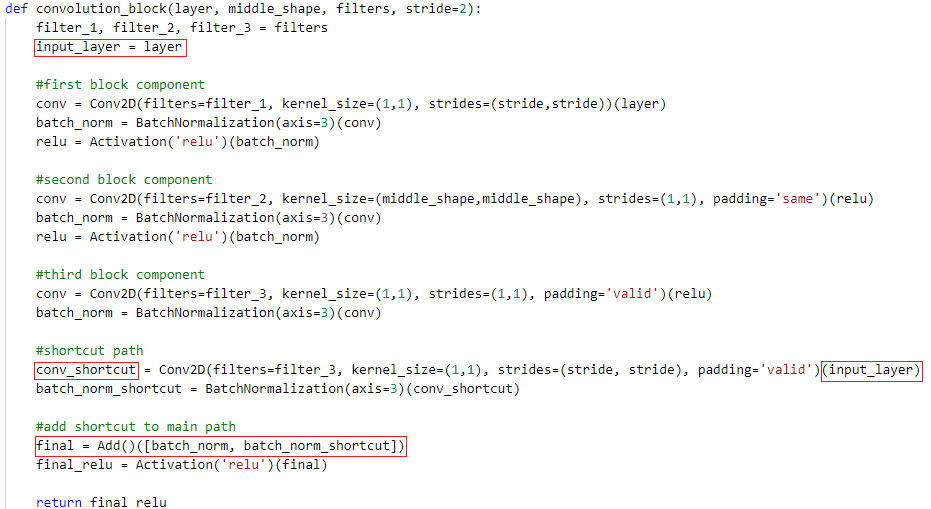 def convolution_block(layer, middle_shape, filters, stride=2):
    filter_1, filter_2, filter_3 = filters
    input_layer = layer
    #first block component
    conv = Conv2D(filters=filter_1, kernel_size=(1,1), strides=(stride,stride))(layer)
    batch_norm = BatchNormalization(axis=3)(conv)
    relu = Activation('relu')(batch_norm)
    #second block component
    conv = Conv2D(filters=filter_2, kernel_size=(middle_shape,middle_shape), strides=(1,1), padding='same')(relu)
    batch_norm = BatchNormalization(axis=3)(conv)
    relu = Activation('relu')(batch_norm)
    #third block component
    conv = Conv2D(filters=filter_3, kernel_size=(1,1), strides=(1,1), padding='valid')(relu)
    batch_norm = BatchNormalization(axis=3)(conv)
    #shortcut path
    conv_shortcut = Conv2D(filters=filter_3, kernel_size=(1,1), strides=(stride, stride), padding='valid')(input_layer)
    batch_norm_shortcut = BatchNormalization(axis=3)(conv_shortcut)
    #add shortcut to main path
    final = Add()([batch_norm, batch_norm_shortcut])
    final_relu = Activation('relu')(final)
    return final relu